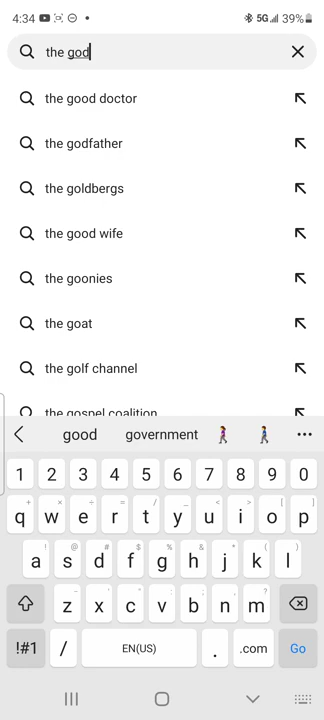 4:34 5G 39%
the god
the good doctor
the godfather
the goldbergs
the good wife
the goonies
the goat
the golf channel
the gospel coalition
good government ...
1 2 3 4 5 6 7 8 9 0
+ × ÷ = / _ < > [ ]
q w e r t y u i o p
! @ # $ % ^ & * ( )
a s d f g h j k l
- ' " : ; , ?
z x c v b n m
!#1 / EN(US) . .com Go